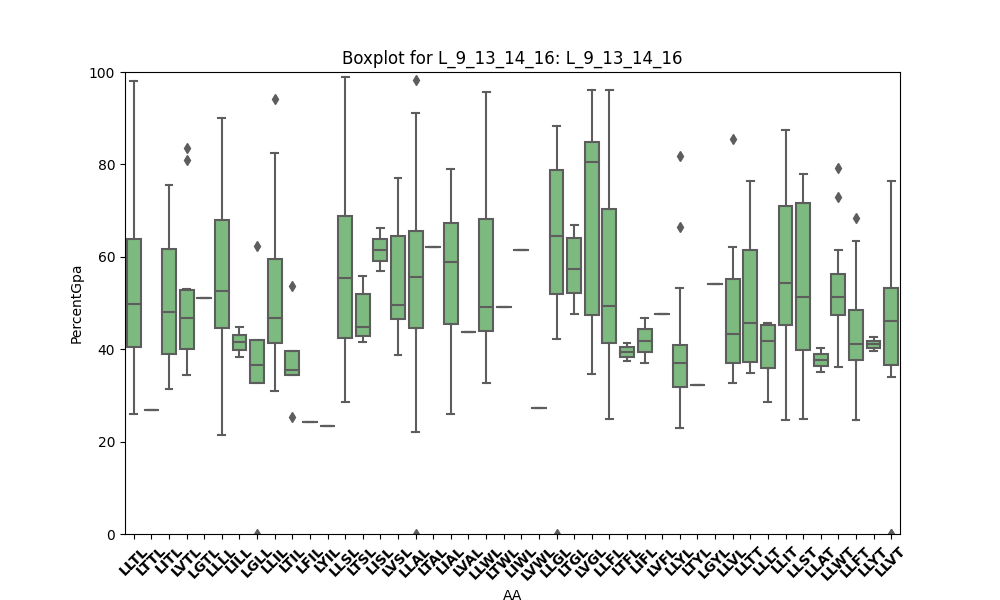 Boxplot for L_9_13_14_16: L_9_13_14_16
100
80
60
40
20
0
PercentGpa
LLTL LTTL LITL LVTL LGTL LLLL LILL LGLL LLIL LTIL LFIL LYIL LLSL LTSL LISL LVSL LLAL LTAL LIAL LVAL LLWL LTWL LIWL LVWL LLGL LTGL LVGL LLFL LTFL LIFL LVFL LLYL LTYL LGYL LLVL LLTT LLLT LLIT LLST LLAT LLWT LLFT LLYT LLVT
AA